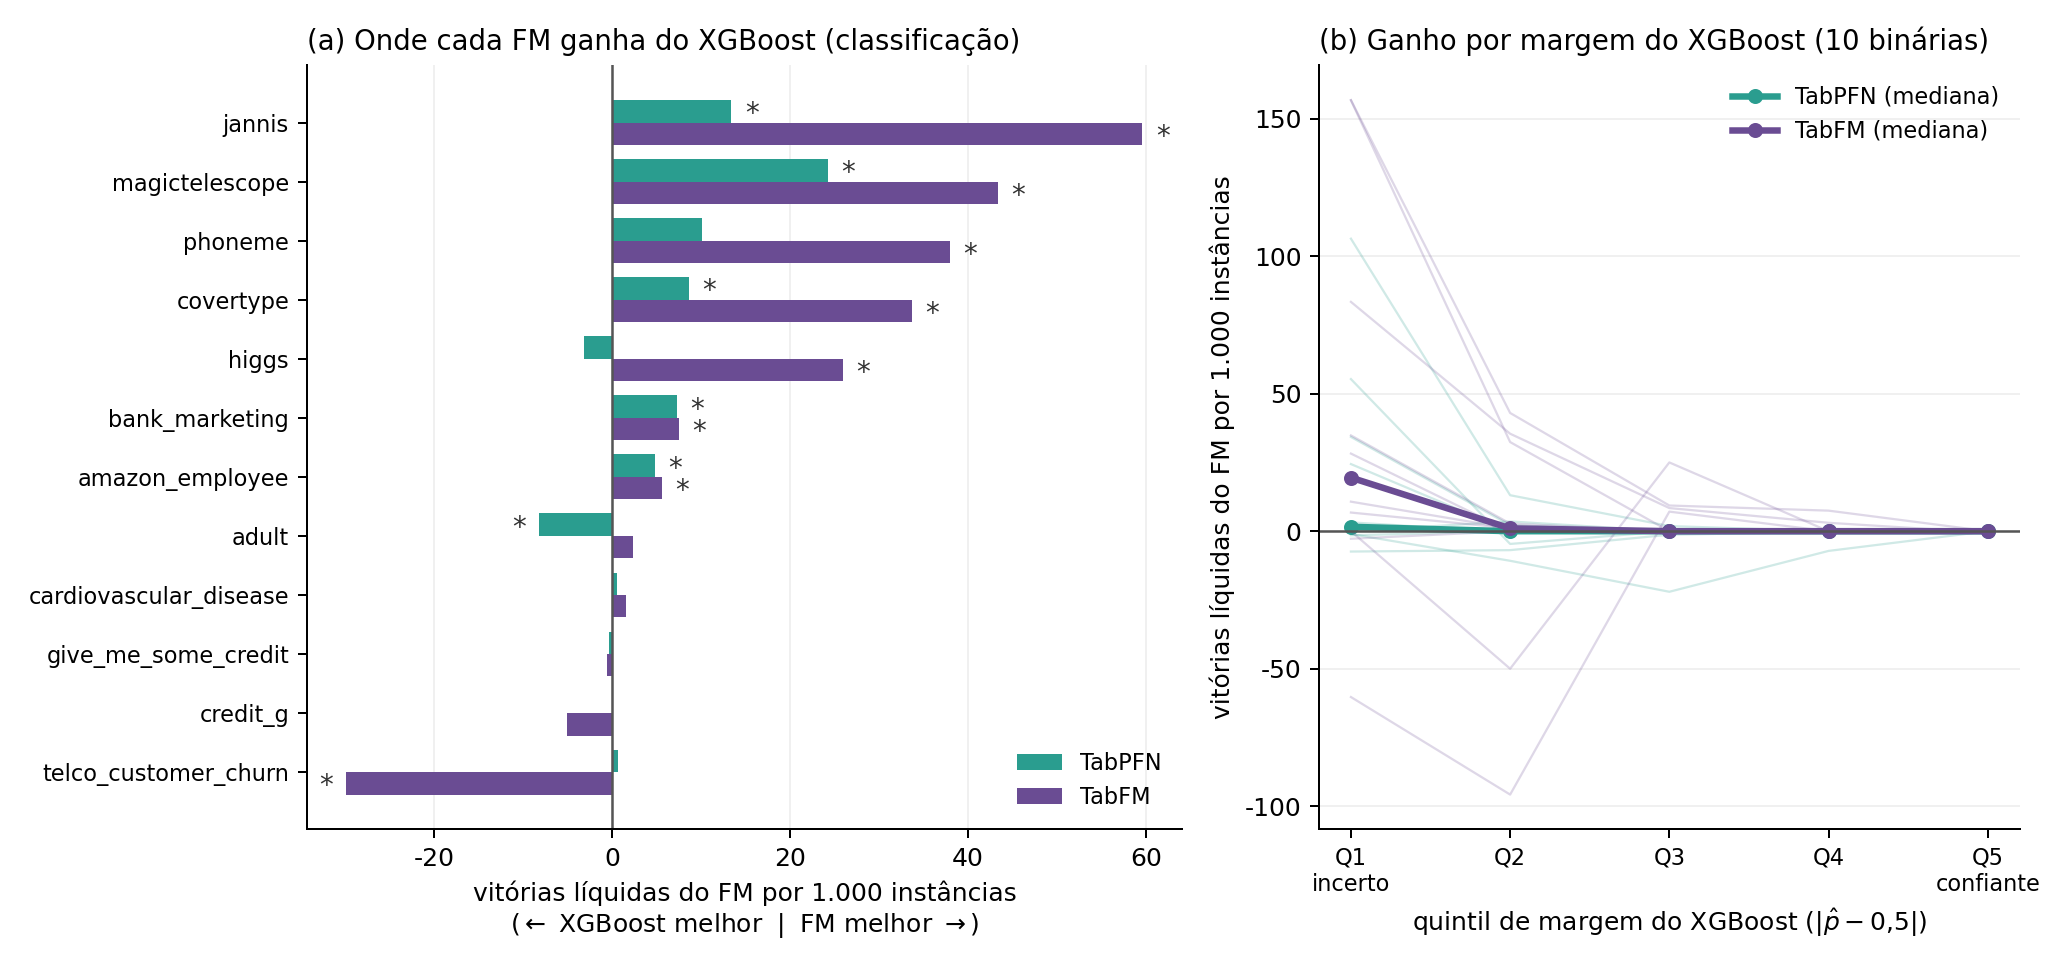 (a) Onde cada FM ganha do XGBoost (classificação)
jannis
magictelescope
phoneme
covertype
higgs
bank_marketing
amazon_employee
adult
cardiovascular_disease
give_me_some_credit
credit_g
telco_customer_churn
*
*
*
*
*
*
*
*
*
*
*
*
*
*
TabPFN
TabFM
-20
0
20
40
60
vitórias líquidas do FM por 1.000 instâncias
(← XGBoost melhor | FM melhor →)
(b) Ganho por margem do XGBoost (10 binárias)
TabPFN (mediana)
TabFM (mediana)
vitórias líquidas do FM por 1.000 instâncias
150
100
50
0
-50
-100
Q1
incerto
Q2
Q3
Q4
Q5
confiante
quintil de margem do XGBoost (|p̂ − 0,5|)